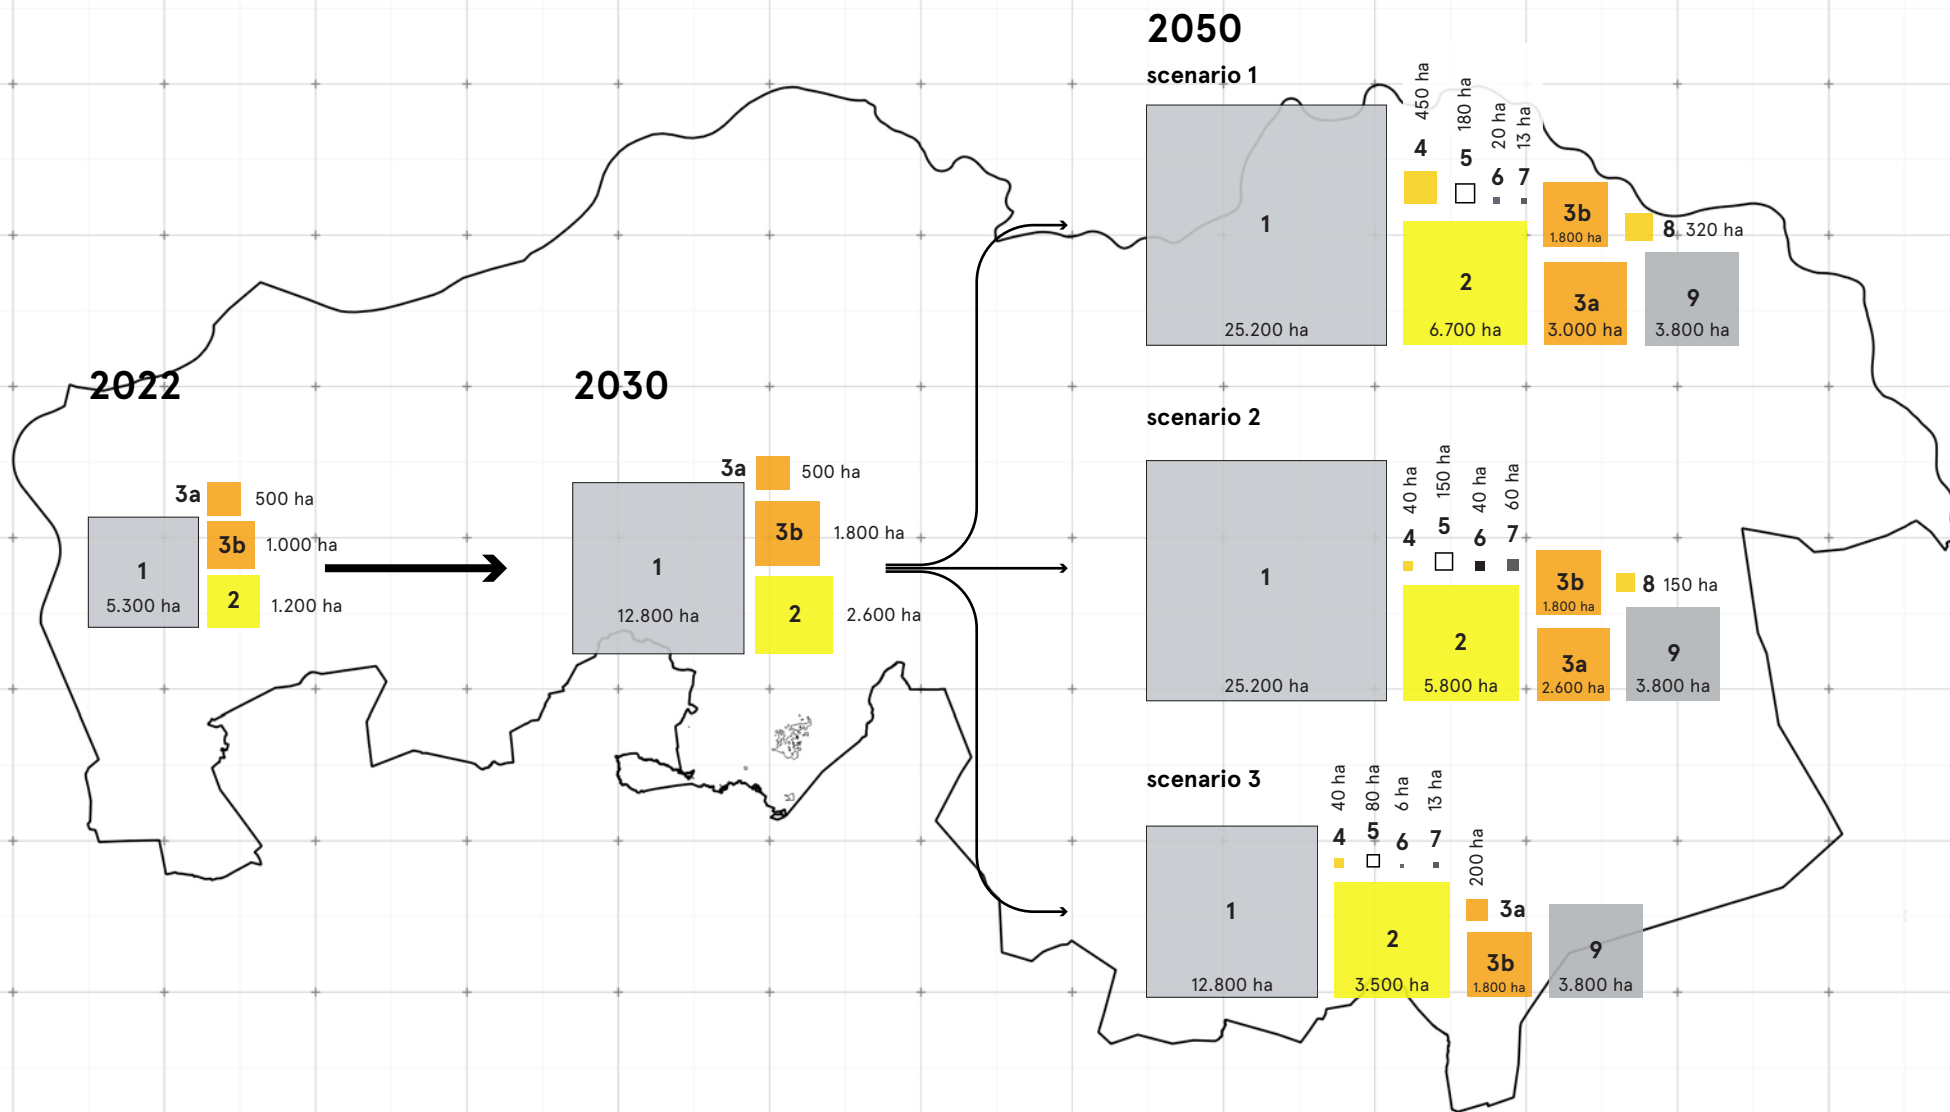 2022
3a
500 ha
3b
1.000 ha
1
5.300 ha
2
1.200 ha
2030
3a
500 ha
3b
1.800 ha
1
12.800 ha
2
2.600 ha
2050
scenario 1
1
25.200 ha
450 ha
4
180 ha
5
20 ha
6
13 ha
7
2
6.700 ha
3b
1.800 ha
3a
3.000 ha
8 320 ha
9
3.800 ha
scenario 2
1
25.200 ha
40 ha
4
150 ha
5
40 ha
6
60 ha
7
2
5.800 ha
3b
1.800 ha
3a
2.600 ha
8 150 ha
9
3.800 ha
scenario 3
1
12.800 ha
40 ha
4
80 ha
5
6 ha
6
13 ha
7
2
3.500 ha
200 ha
3a
3b
1.800 ha
9
3.800 ha